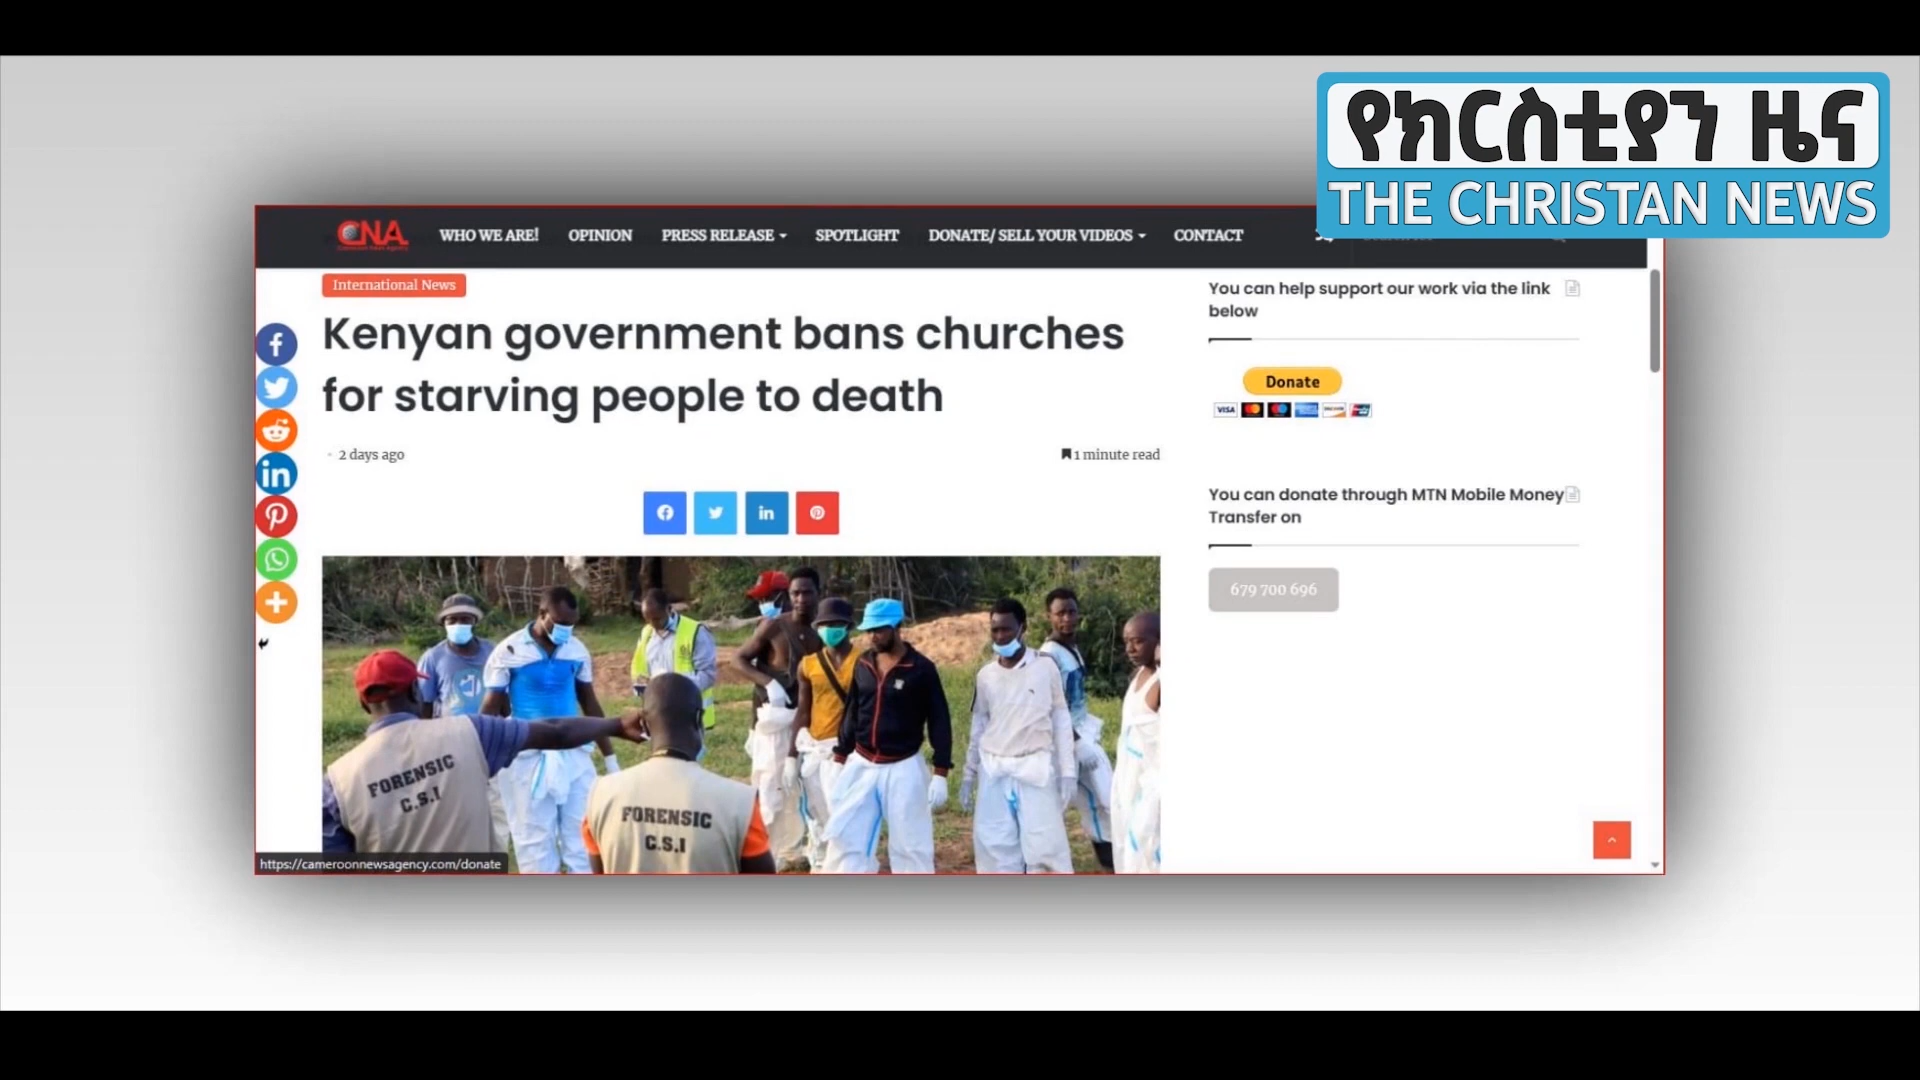 የክርስቲያን ዜና
THE CHRISTAN NEWS
CNA
WHO WE ARE! OPINION PRESS RELEASE SPOTLIGHT DONATE/ SELL YOUR VIDEOS CONTACT
International News
Kenyan government bans churches
for starving people to death
2 days ago
1 minute read
You can help support our work via the link
below
Donate
VISA
You can donate through MTN Mobile Money
Transfer on
679 700 696
FORENSIC
C.S.I
FORENSIC
C.S.I
https://cameroonnewsagency.com/donate